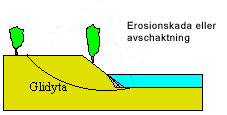 Erosionskada eller
avschaktning
Glidyta